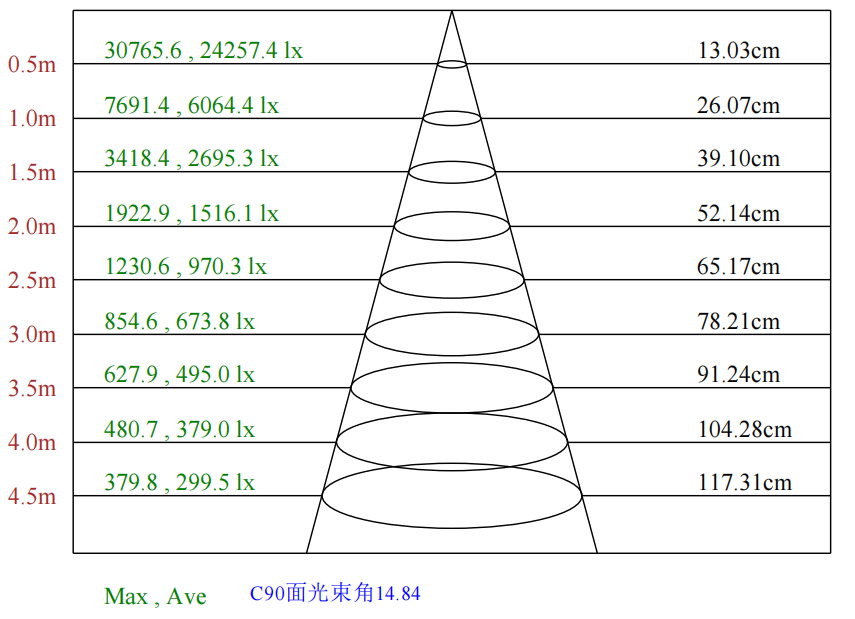 30765.6 , 24257.4 lx 13.03cm
0.5m
7691.4 , 6064.4 lx 26.07cm
1.0m
3418.4 , 2695.3 lx 39.10cm
1.5m
1922.9 , 1516.1 lx 52.14cm
2.0m
1230.6 , 970.3 lx 65.17cm
2.5m
854.6 , 673.8 lx 78.21cm
3.0m
627.9 , 495.0 lx 91.24cm
3.5m
480.7 , 379.0 lx 104.28cm
4.0m
379.8 , 299.5 lx 117.31cm
4.5m
Max , Ave C90面光束角14.84